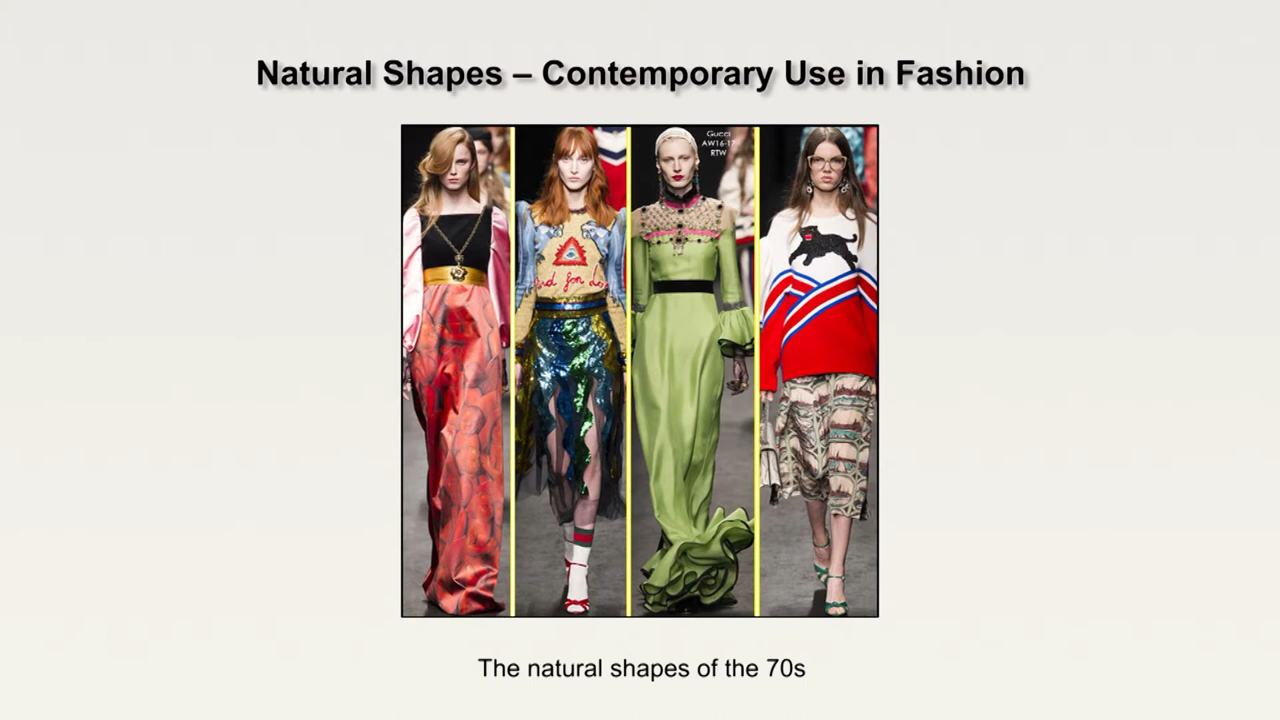 Natural Shapes – Contemporary Use in Fashion
Gucci
AW16-17
RTW
The natural shapes of the 70s